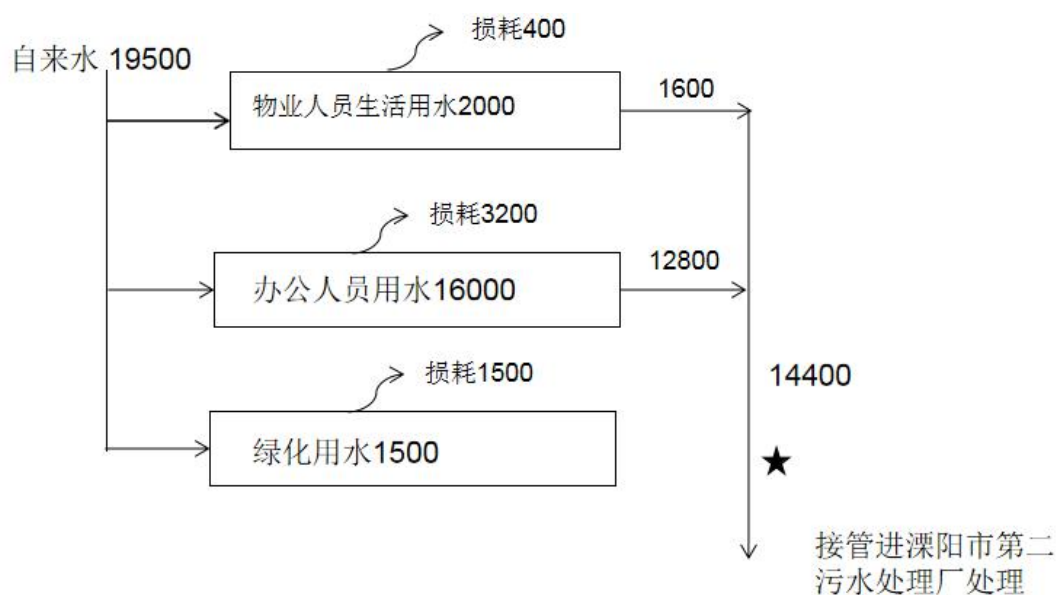 损耗400
自来水 19500
物业人员生活用水2000
1600
损耗3200
办公人员用水16000
12800
损耗1500
14400
绿化用水1500
接管进溧阳市第二
污水处理厂处理